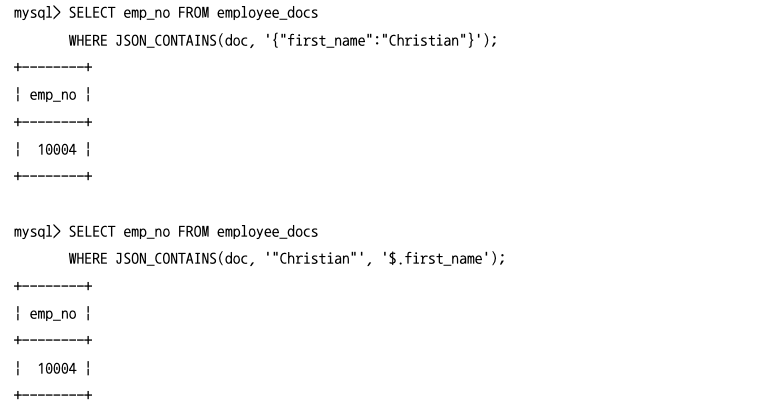 mysql> SELECT emp_no FROM employee_docs
       WHERE JSON_CONTAINS(doc, '{"first_name":"Christian"}');
+--------+
¦ emp_no ¦
+--------+
¦  10004 ¦
+--------+

mysql> SELECT emp_no FROM employee_docs
       WHERE JSON_CONTAINS(doc, '"Christian"', '$.first_name');
+--------+
¦ emp_no ¦
+--------+
¦  10004 ¦
+--------+